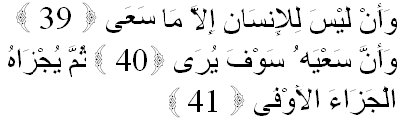 وَأَنْ لَيْسَ لِلإِنسَانِ إِلاَّ مَا سَعَى ﴿ 39 ﴾
وَأَنَّ سَعْيَهُ سَوْفَ يُرَى ﴿40 ﴾ ثُمَّ يُجْزَاهُ
الْجَزَاءَ الأَوْفَى ﴿ 41 ﴾